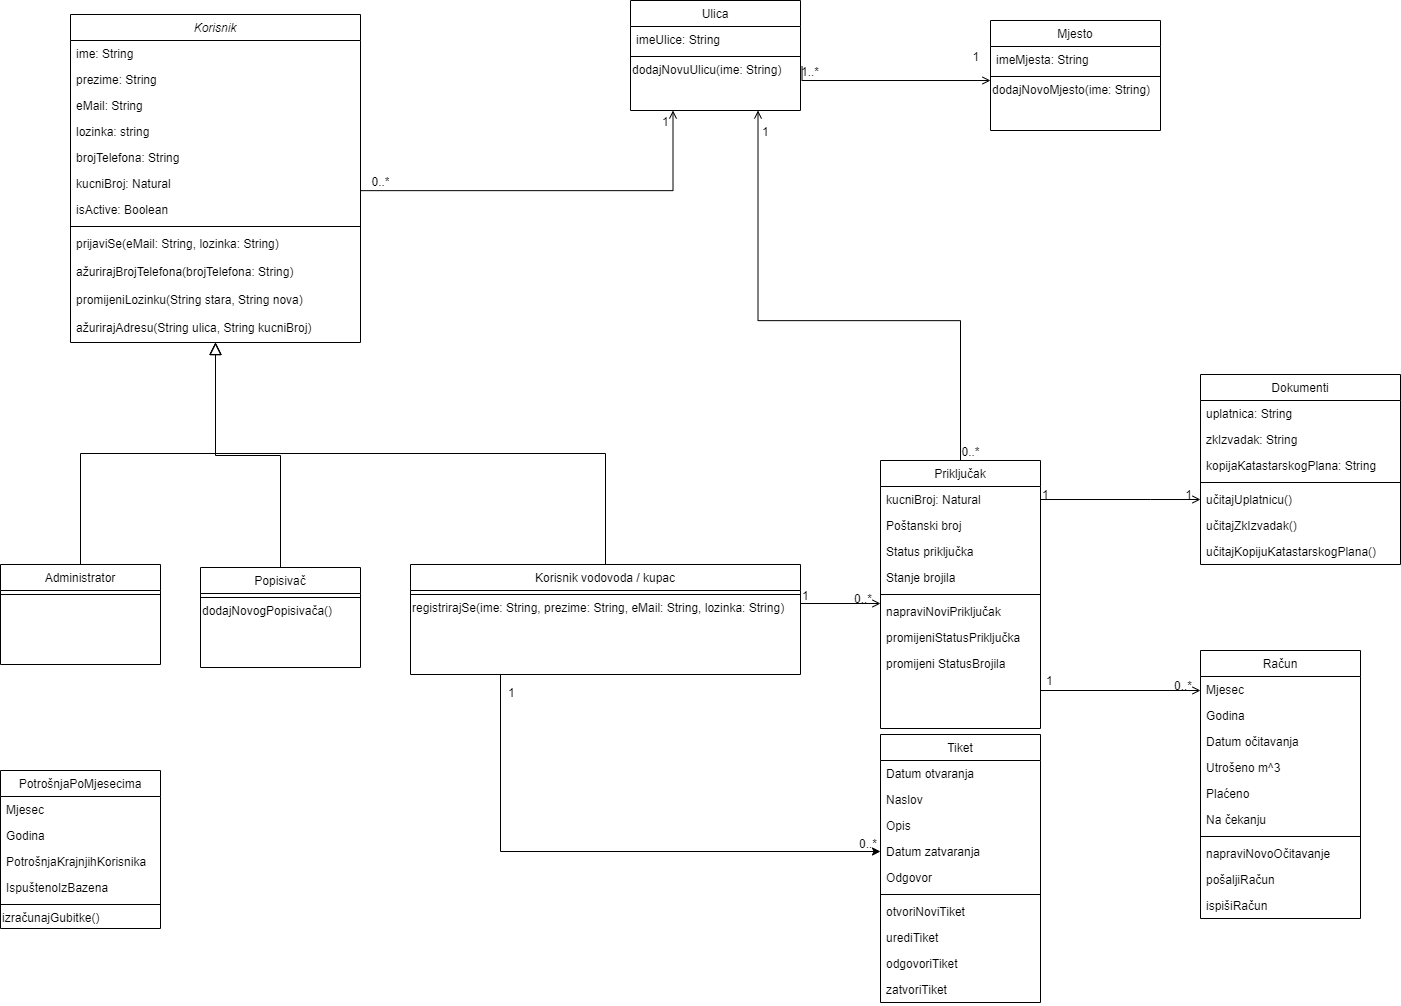 Korisnik
ime: String
prezime: String
eMail: String
lozinka: string
brojTelefona: String
kucniBroj: Natural
isActive: Boolean
prijaviSe(eMail: String, lozinka: String)
ažurirajBrojTelefona(brojTelefona: String)
promijeniLozinku(String stara, String nova)
ažurirajAdresu(String ulica, String kucniBroj)
0..*
1
Ulica
imeUlice: String
dodajNovuUlicu(ime: String)
1..*
1
Mjesto
imeMjesta: String
dodajNovoMjesto(ime: String)
1
0..*
Administrator
Popisivač
dodajNovogPopisivača()
Korisnik vodovoda / kupac
registrirajSe(ime: String, prezime: String, eMail: String, lozinka: String)
1
0..*
1
0..*
Priključak
kucniBroj: Natural
Poštanski broj
Status priključka
Stanje brojila
napraviNoviPriključak
promijeniStatusPriključka
promijeni StatusBrojila
1
1
1
0..*
Dokumenti
uplatnica: String
zkIzvadak: String
kopijaKatastarskogPlana: String
učitajUplatnicu()
učitajZkIzvadak()
učitajKopijuKatastarskogPlana()
Račun
Mjesec
Godina
Datum očitavanja
Utrošeno m^3
Plaćeno
Na čekanju
napraviNovoOčitavanje
pošaljiRačun
ispišiRačun
Tiket
Datum otvaranja
Naslov
Opis
Datum zatvaranja
Odgovor
otvoriNoviTiket
urediTiket
odgovoriTiket
zatvoriTiket
PotrošnjaPoMjesecima
Mjesec
Godina
PotrošnjaKrajnjihKorisnika
IspuštenoIzBazena
izračunajGubitke()